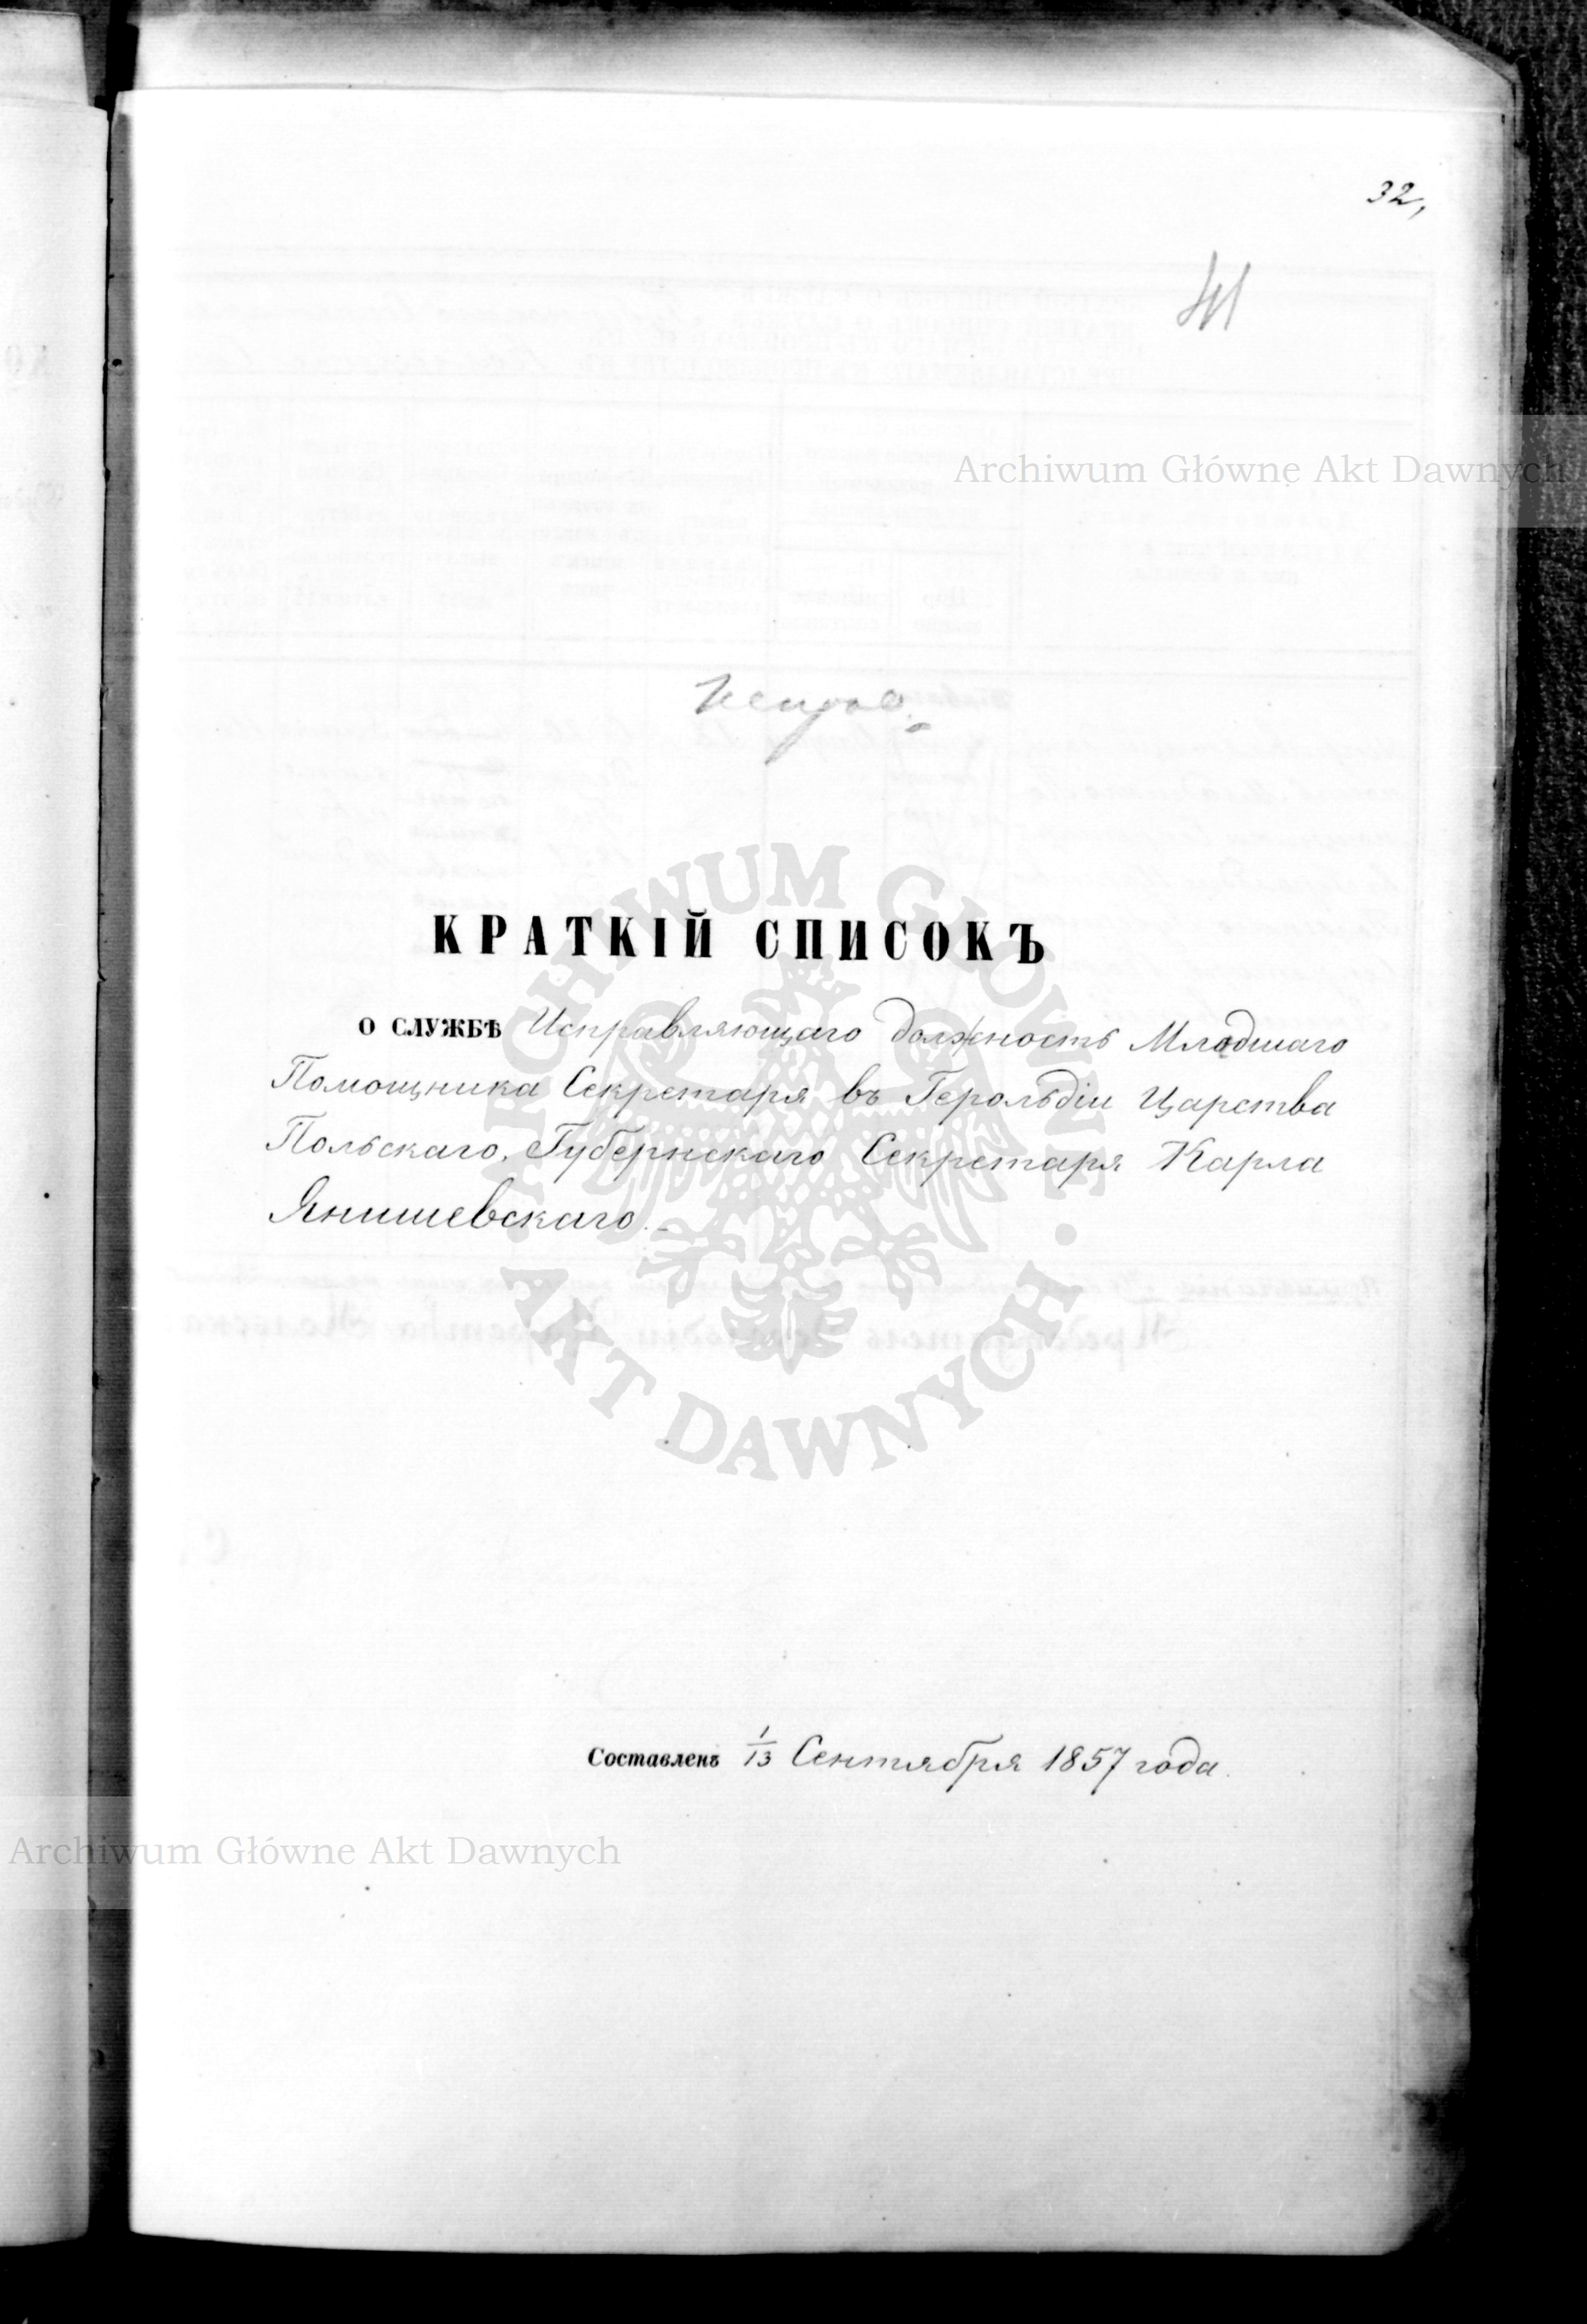 32,
41
Archiwum Główne Akt Dawnych
Исправ.
КРАТКІЙ СПИСОКЪ
О СЛУЖБѢ Исправляющаго должность Младшаго
Помощника Секретаря въ Герольдіи Царства
Польскаго, Губернскаго Секретаря Карла
Янишевскаго.
ARCHIWUM GŁÓWNE
AKT DAWNYCH
Составленъ 1/13 Сентября 1857 года.
Archiwum Główne Akt Dawnych